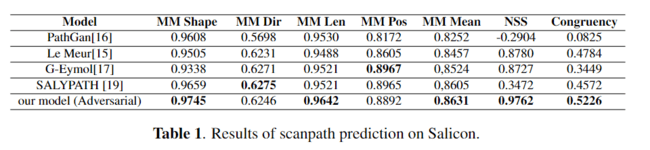 Model MM Shape MM Dir MM Len MM Pos MM Mean NSS Congruency
PathGan[16] 0.9608 0.5698 0.9530 0.8172 0.8252 -0.2904 0.0825
Le Meur[15] 0.9505 0.6231 0.9488 0.8605 0.8457 0.8780 0.4784
G-Eymol[17] 0.9338 0.6271 0.9521 0.8967 0,8524 0.8727 0.3449
SALYPATH [19] 0.9659 0.6275 0.9521 0.8965 0,8605 0.3472 0.4572
our model (Adversarial) 0.9745 0.6246 0.9642 0.8892 0.8631 0.9762 0.5226
Table 1. Results of scanpath prediction on Salicon.